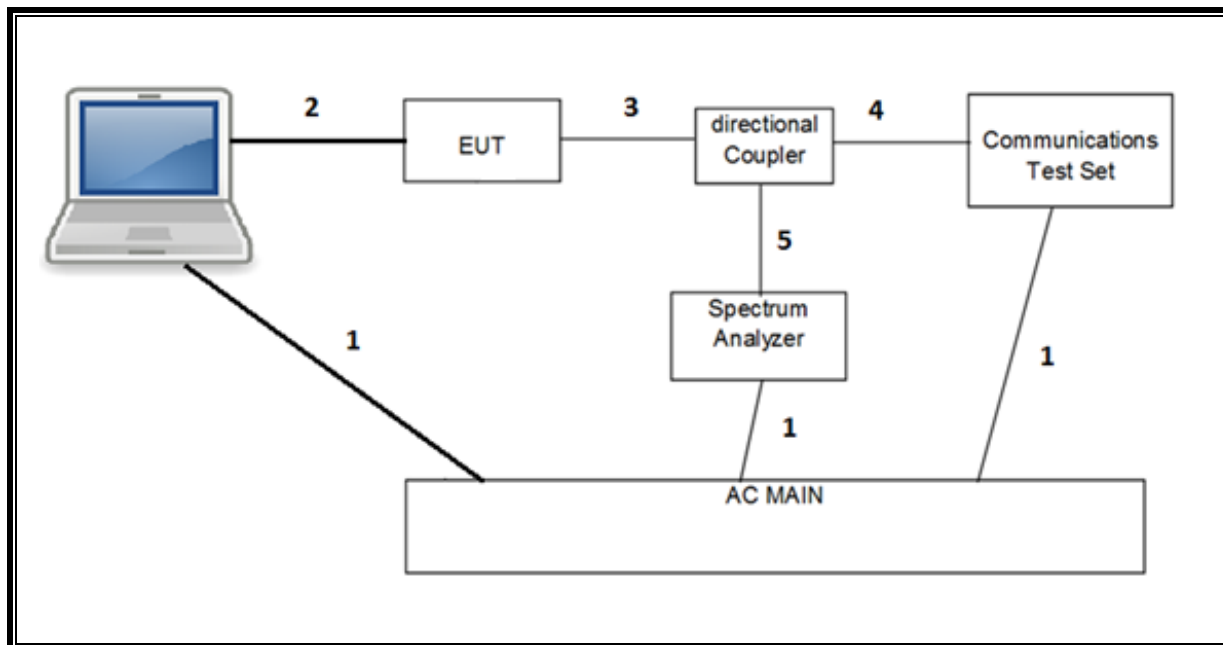 2
EUT
3
directional
Coupler
4
Communications
Test Set
5
Spectrum
Analyzer
1
1
1
AC MAIN